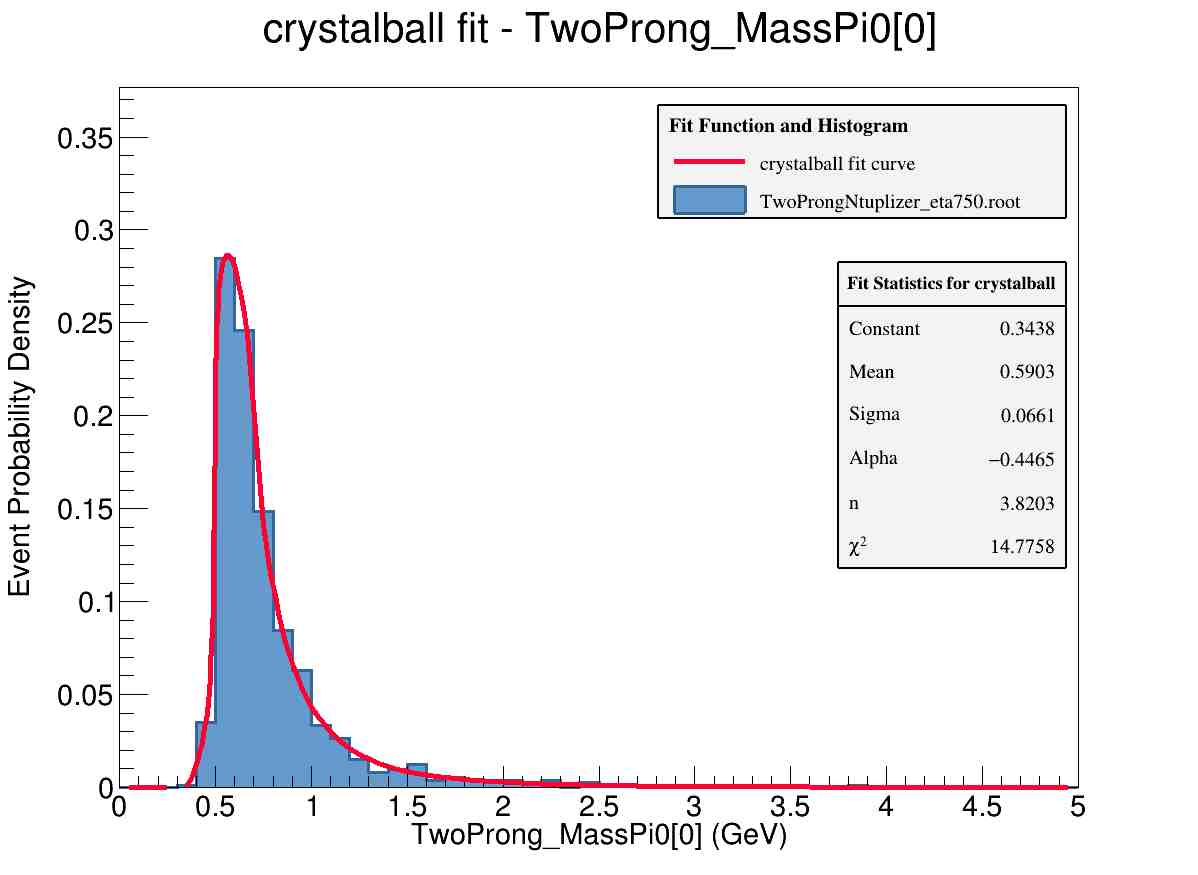 crystalball fit - TwoProng_MassPi0[0]
Fit Function and Histogram
crystalball fit curve
TwoProngNtuplizer_eta750.root
Fit Statistics for crystalball
Constant 0.3438
Mean 0.5903
Sigma 0.0661
Alpha −0.4465
n 3.8203
χ² 14.7758
Event Probability Density
0.35
0.3
0.25
0.2
0.15
0.1
0.05
0
0 0.5 1 1.5 2 2.5 3 3.5 4 4.5 5
TwoProng_MassPi0[0] (GeV)